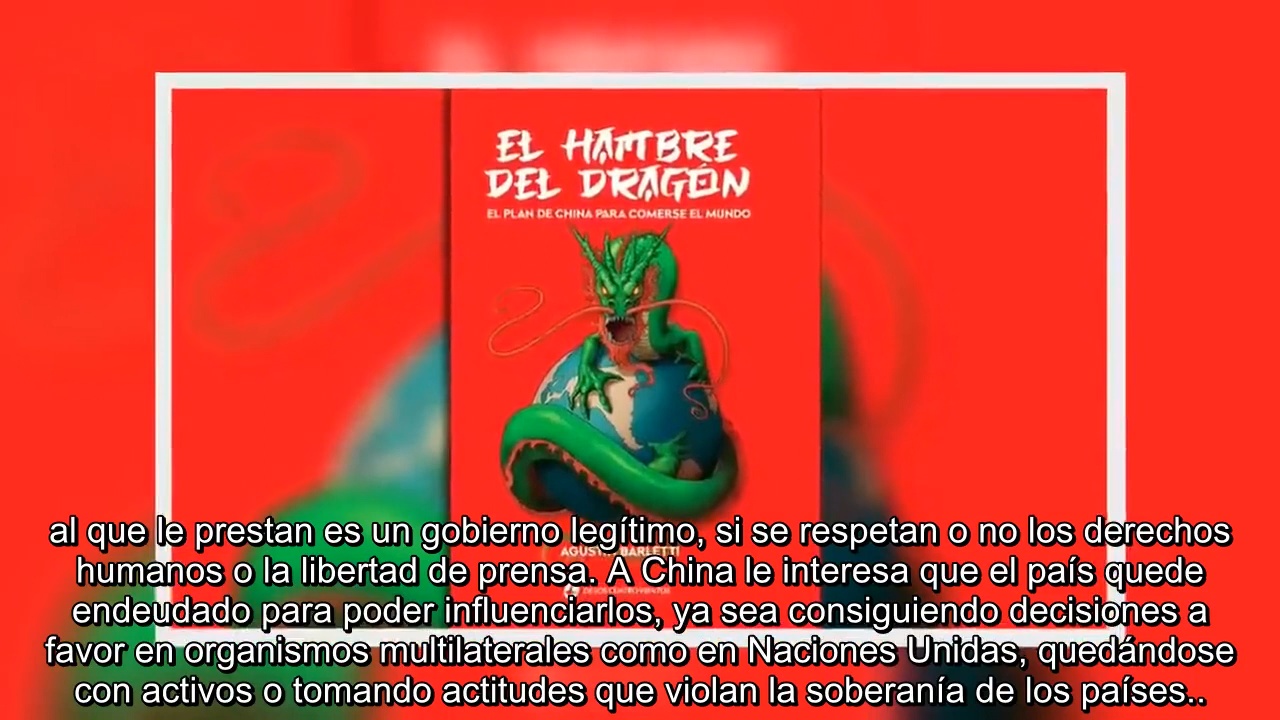 EL HAMBRE
DEL DRAGÓN
EL PLAN DE CHINA PARA COMERSE EL MUNDO
al que le prestan es un gobierno legítimo, si se respetan o no los derechos
AGUSTÍN BARLETTI
humanos o la libertad de prensa. A China le interesa que el país quede
endeudado para poder influenciarlos, ya sea consiguiendo decisiones a
favor en organismos multilaterales como en Naciones Unidas, quedándose
con activos o tomando actitudes que violan la soberanía de los países..